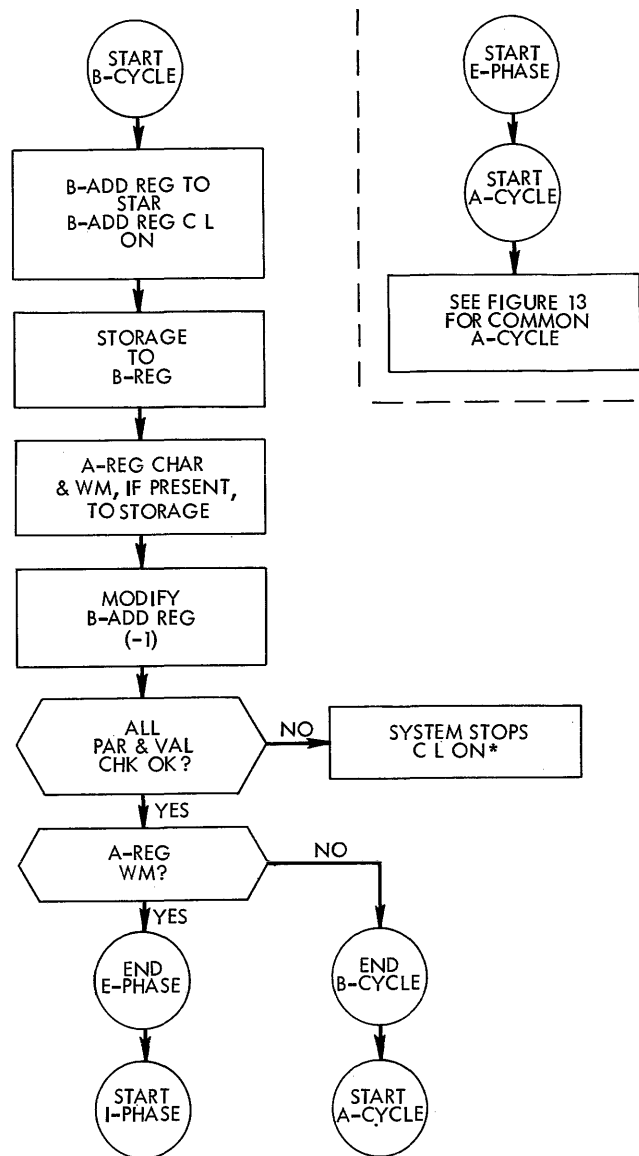 START
B-CYCLE
B-ADD REG TO
STAR
B-ADD REG C L
ON
STORAGE
TO
B-REG
A-REG CHAR
& WM, IF PRESENT,
TO STORAGE
MODIFY
B-ADD REG
(-1)
ALL
PAR & VAL
CHK OK?
NO
SYSTEM STOPS
C L ON*
YES
A-REG
WM?
NO
YES
END
E-PHASE
END
B-CYCLE
START
I-PHASE
START
A-CYCLE
START
E-PHASE
START
A-CYCLE
SEE FIGURE 13
FOR COMMON
A-CYCLE